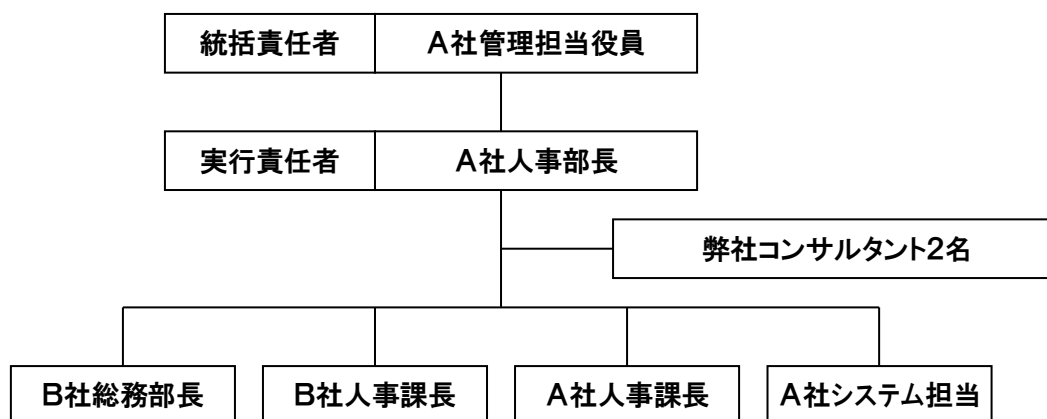 統括責任者 A社管理担当役員
実行責任者 A社人事部長
弊社コンサルタント2名
B社総務部長 B社人事課長 A社人事課長 A社システム担当